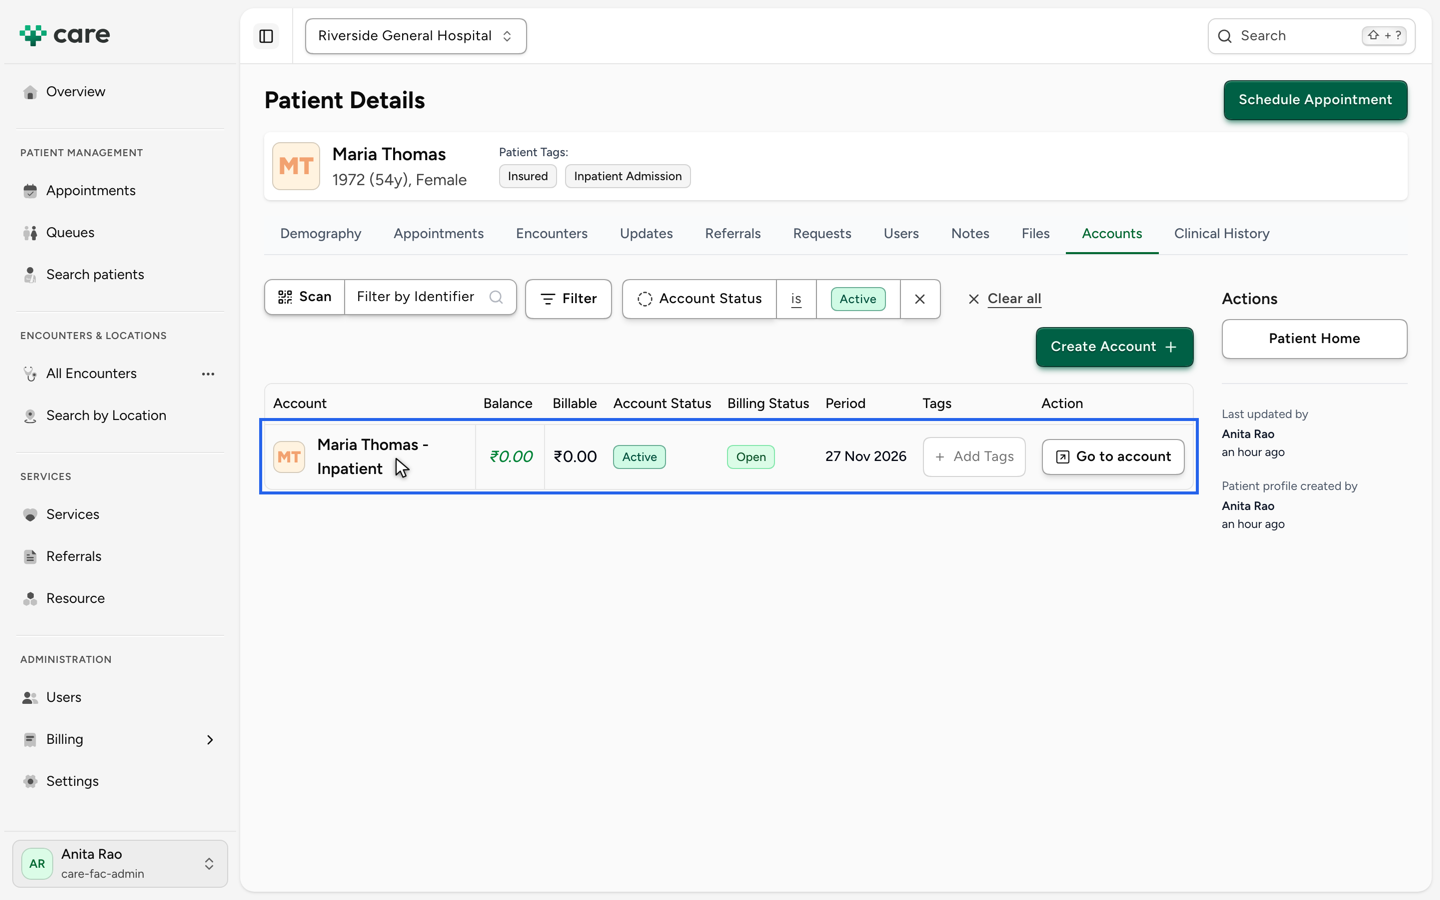 care
Riverside General Hospital
Search
+ ?
Overview
PATIENT MANAGEMENT
Appointments
Queues
Search patients
ENCOUNTERS & LOCATIONS
All Encounters
Search by Location
SERVICES
Services
Referrals
Resource
ADMINISTRATION
Users
Billing
Settings
AR
Anita Rao
care-fac-admin
Patient Details
Schedule Appointment
MT
Maria Thomas
1972 (54y), Female
Patient Tags:
Insured
Inpatient Admission
Demography
Appointments
Encounters
Updates
Referrals
Requests
Users
Notes
Files
Accounts
Clinical History
Scan
Filter by Identifier
Filter
Account Status
is
Active
Clear all
Create Account
Account
Balance
Billable
Account Status
Billing Status
Period
Tags
Action
MT
Maria Thomas -
Inpatient
₹0.00
₹0.00
Active
Open
27 Nov 2026
+ Add Tags
Go to account
Actions
Patient Home
Last updated by
Anita Rao
an hour ago
Patient profile created by
Anita Rao
an hour ago